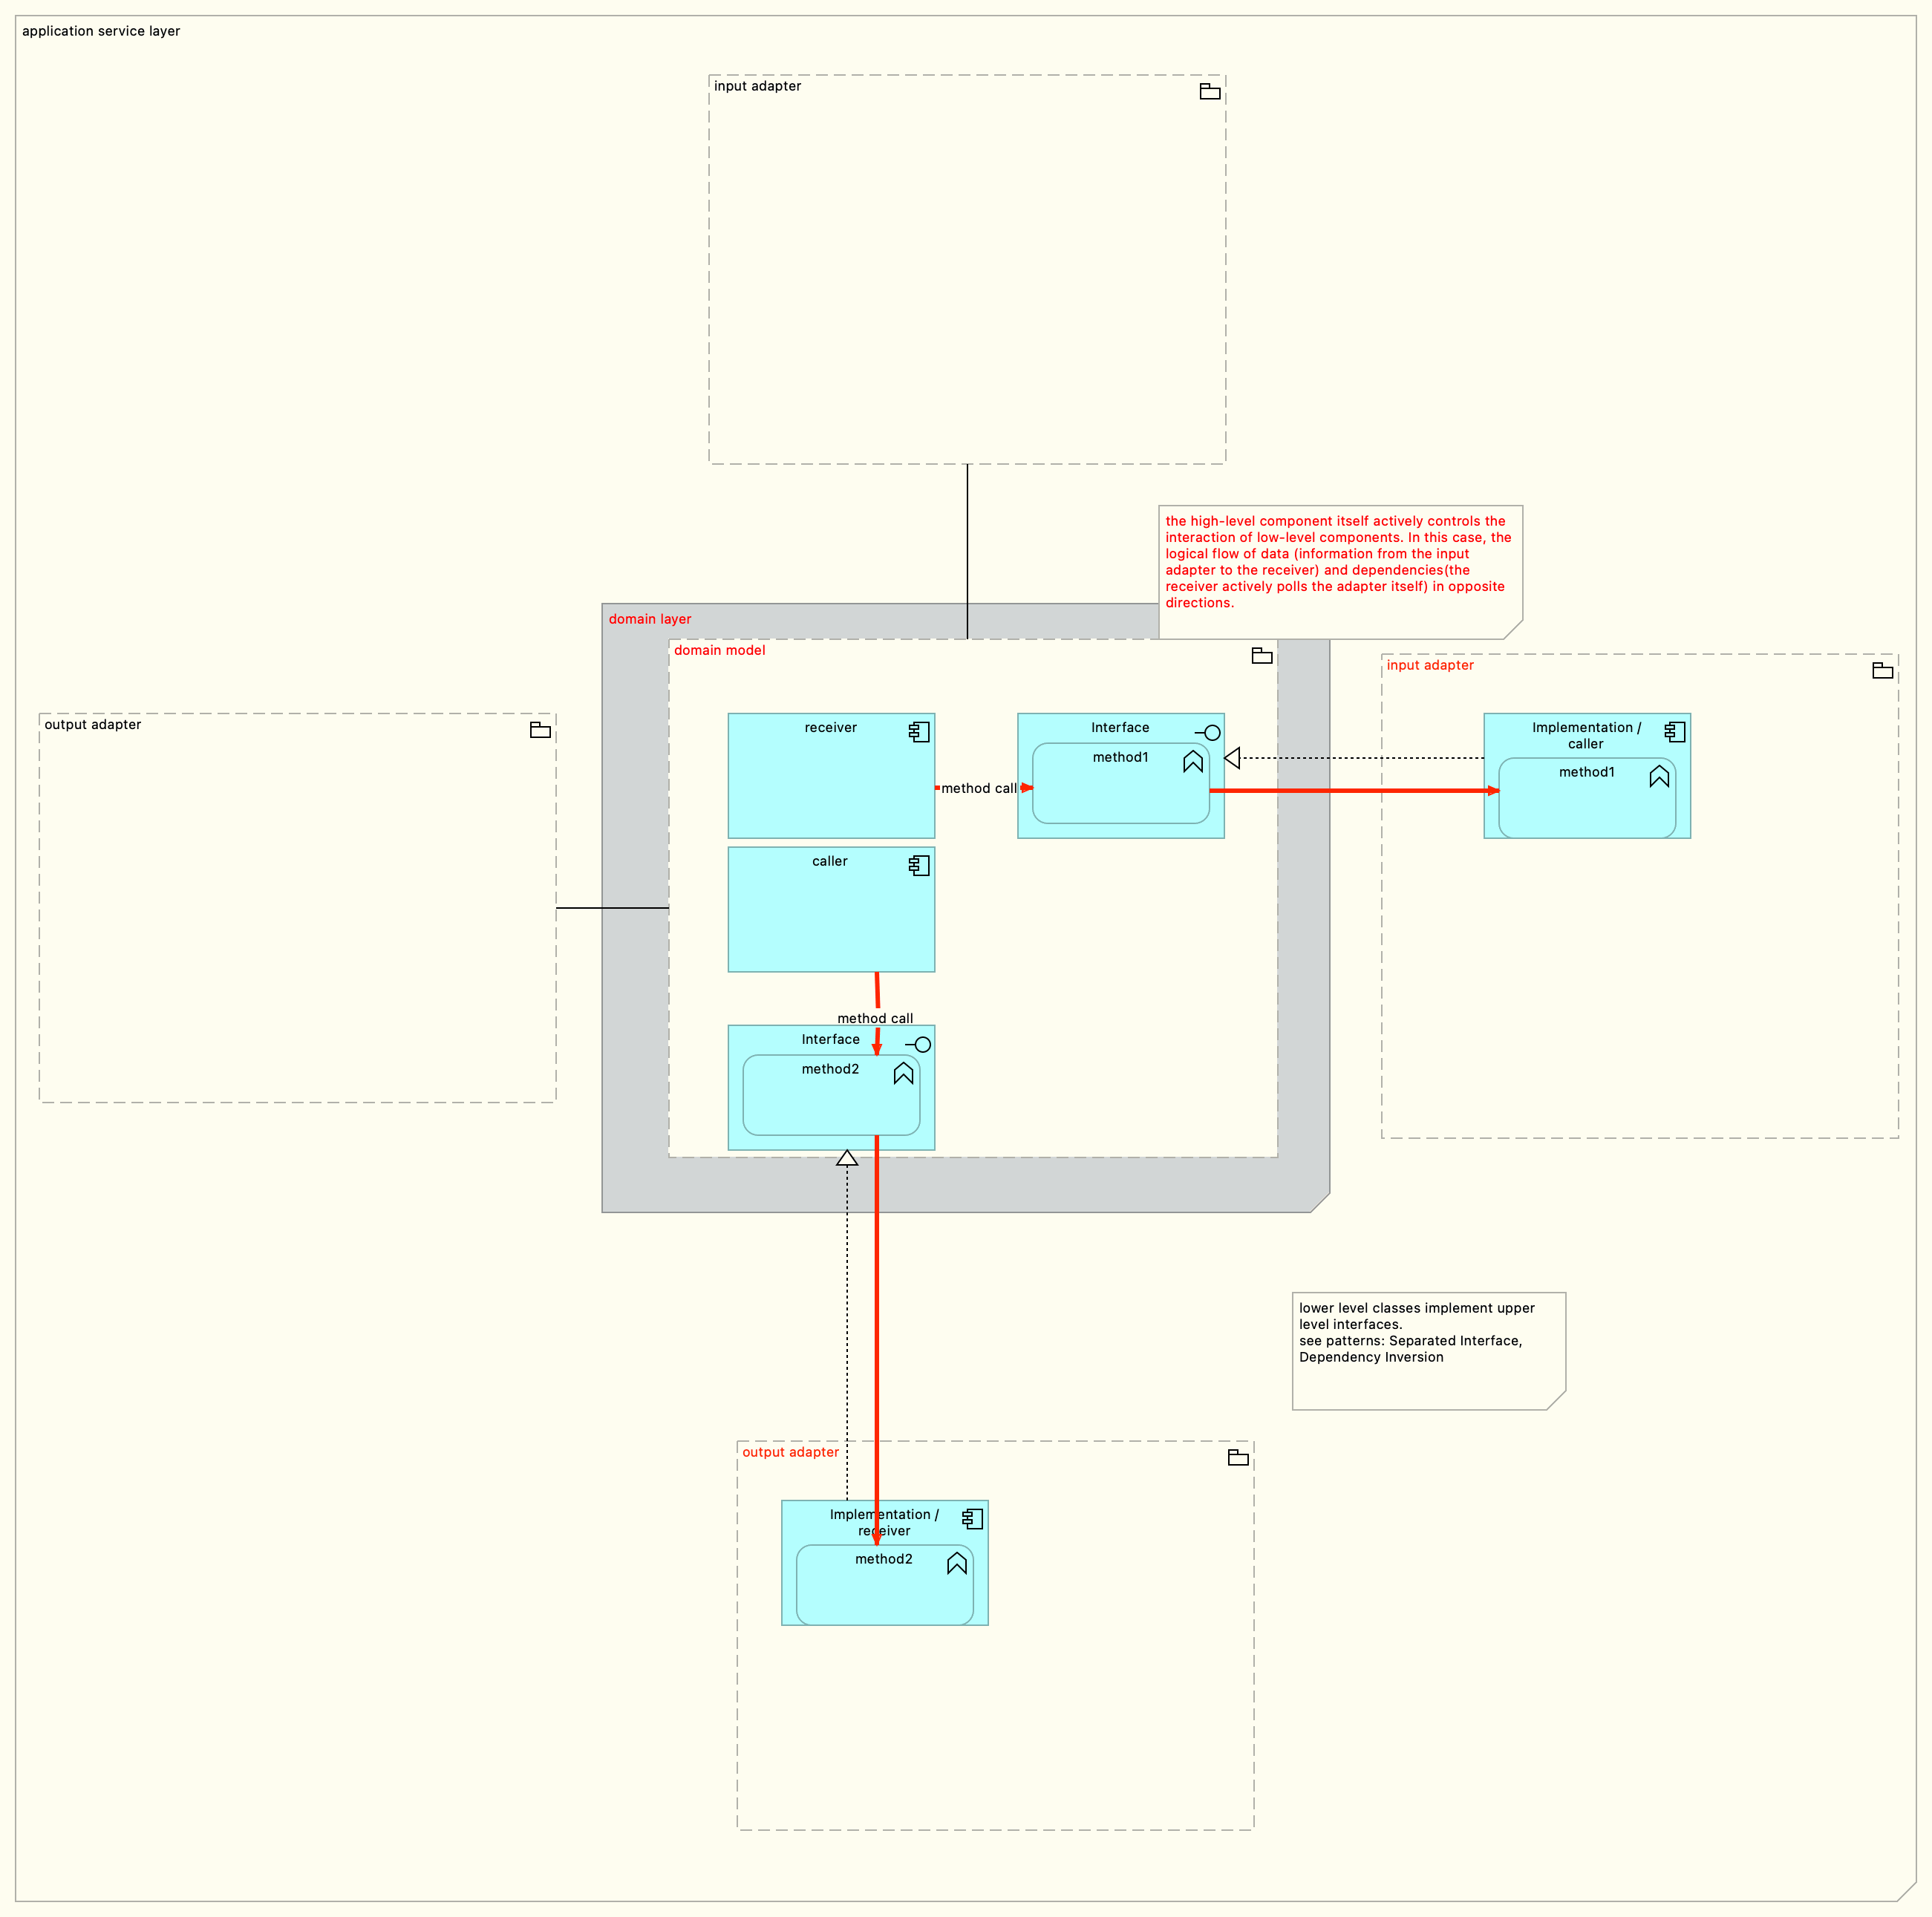 application service layer
input adapter
the high-level component itself actively controls the
interaction of low-level components. In this case, the
logical flow of data (information from the input
adapter to the receiver) and dependencies(the
receiver actively polls the adapter itself) in opposite
directions.
domain layer
domain model
input adapter
output adapter
receiver
Interface
method1
method call
Implementation /
caller
method1
caller
method call
Interface
method2
lower level classes implement upper
level interfaces.
see patterns: Separated Interface,
Dependency Inversion
output adapter
Implementation /
receiver
method2